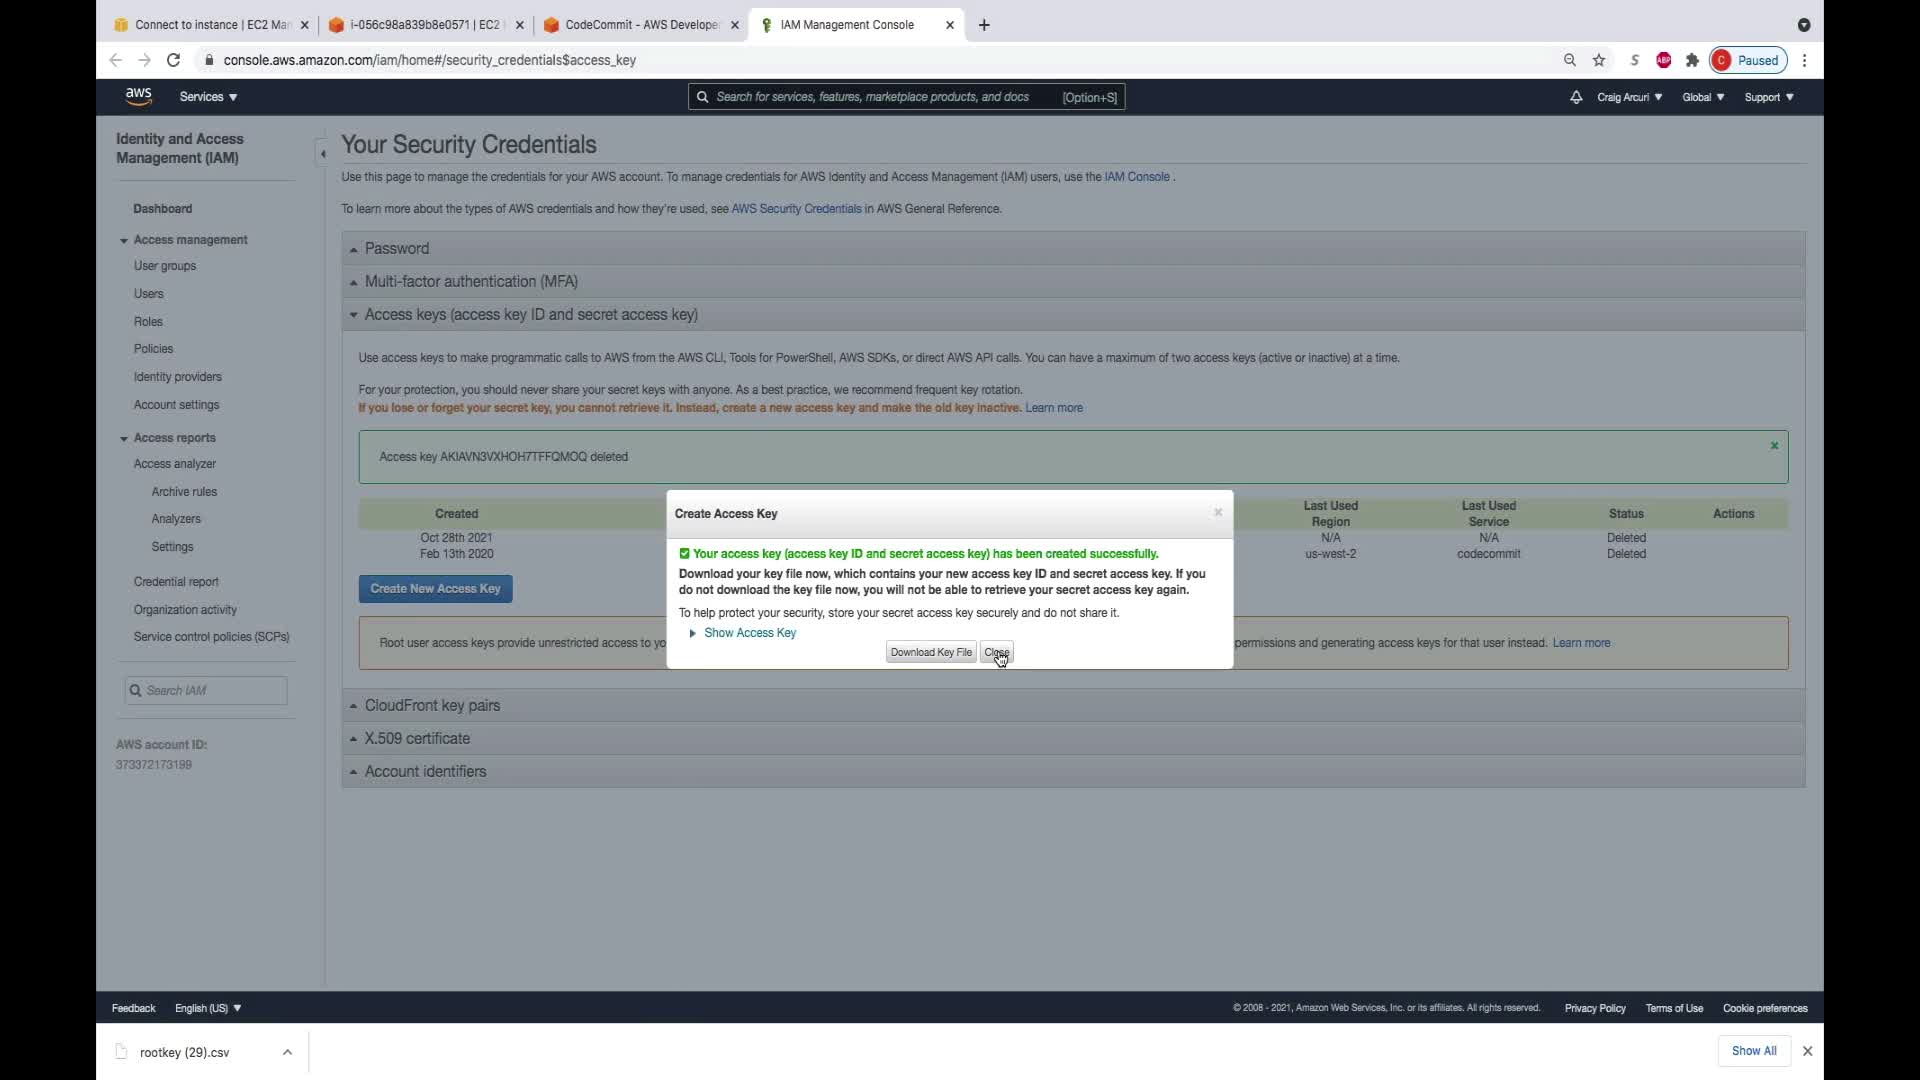 Connect to instance | EC2 Man
i-056c98a839b8e0571 | EC2
CodeCommit - AWS Developer
IAM Management Console
console.aws.amazon.com/iam/home#/security_credentials$access_key
S
ABP
C Paused
aws
Services
Search for services, features, marketplace products, and docs [Option+S]
Craig Arcuri
Global
Support
Identity and Access Management (IAM)
Dashboard
Access management
User groups
Users
Roles
Policies
Identity providers
Account settings
Access reports
Access analyzer
Archive rules
Analyzers
Settings
Credential report
Organization activity
Service control policies (SCPs)
Search IAM
AWS account ID:
373372173199
Your Security Credentials
Use this page to manage the credentials for your AWS account. To manage credentials for AWS Identity and Access Management (IAM) users, use the IAM Console .
To learn more about the types of AWS credentials and how they're used, see AWS Security Credentials in AWS General Reference.
Password
Multi-factor authentication (MFA)
Access keys (access key ID and secret access key)
Use access keys to make programmatic calls to AWS from the AWS CLI, Tools for PowerShell, AWS SDKs, or direct AWS API calls. You can have a maximum of two access keys (active or inactive) at a time.
For your protection, you should never share your secret keys with anyone. As a best practice, we recommend frequent key rotation.
If you lose or forget your secret key, you cannot retrieve it. Instead, create a new access key and make the old key inactive. Learn more
Access key AKIAVN3VXHOH7TFFQMOQ deleted
Created Last Used Region Last Used Service Status Actions
Oct 28th 2021 N/A N/A Deleted
Feb 13th 2020 us-west-2 codecommit Deleted
Create New Access Key
Root user access keys provide unrestricted access to yo
permissions and generating access keys for that user instead. Learn more
Create Access Key
Your access key (access key ID and secret access key) has been created successfully.
Download your key file now, which contains your new access key ID and secret access key. If you
do not download the key file now, you will not be able to retrieve your secret access key again.
To help protect your security, store your secret access key securely and do not share it.
Show Access Key
Download Key File
Close
CloudFront key pairs
X.509 certificate
Account identifiers
Feedback
English (US)
© 2008 - 2021, Amazon Web Services, Inc. or its affiliates. All rights reserved.
Privacy Policy
Terms of Use
Cookie preferences
rootkey (29).csv
Show All